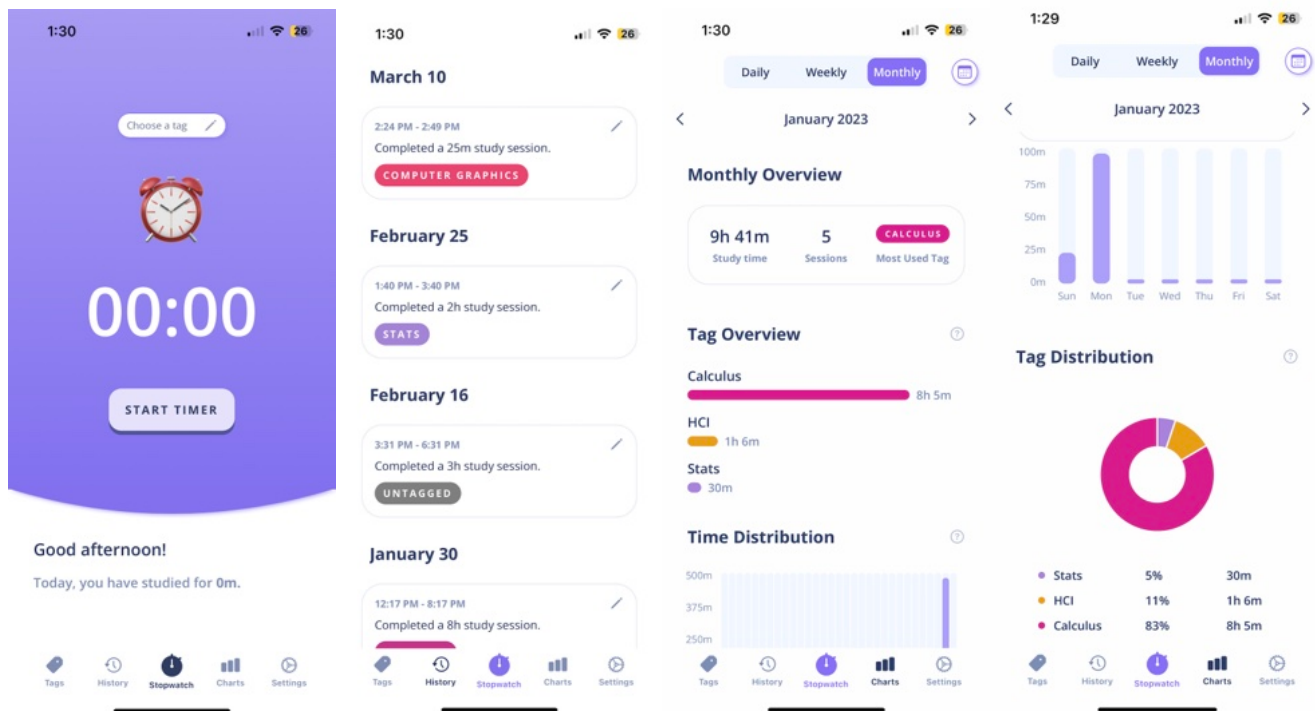 1:30
26
Choose a tag
00:00
START TIMER
Good afternoon!
Today, you have studied for 0m.
Tags History Stopwatch Charts Settings
1:30
26
March 10
2:24 PM - 2:49 PM
Completed a 25m study session.
COMPUTER GRAPHICS
February 25
1:40 PM - 3:40 PM
Completed a 2h study session.
STATS
February 16
3:31 PM - 6:31 PM
Completed a 3h study session.
UNTAGGED
January 30
12:17 PM - 8:17 PM
Completed a 8h study session.
Tags History Stopwatch Charts Settings
1:30
26
Daily Weekly Monthly
January 2023
Monthly Overview
9h 41m 5 CALCULUS
Study time Sessions Most Used Tag
Tag Overview
Calculus
8h 5m
HCI
1h 6m
Stats
30m
Time Distribution
500m
375m
250m
Tags History Stopwatch Charts Settings
1:29
26
Daily Weekly Monthly
January 2023
100m
75m
50m
25m
0m
Sun Mon Tue Wed Thu Fri Sat
Tag Distribution
Stats 5% 30m
HCI 11% 1h 6m
Calculus 83% 8h 5m
Tags History Stopwatch Charts Settings